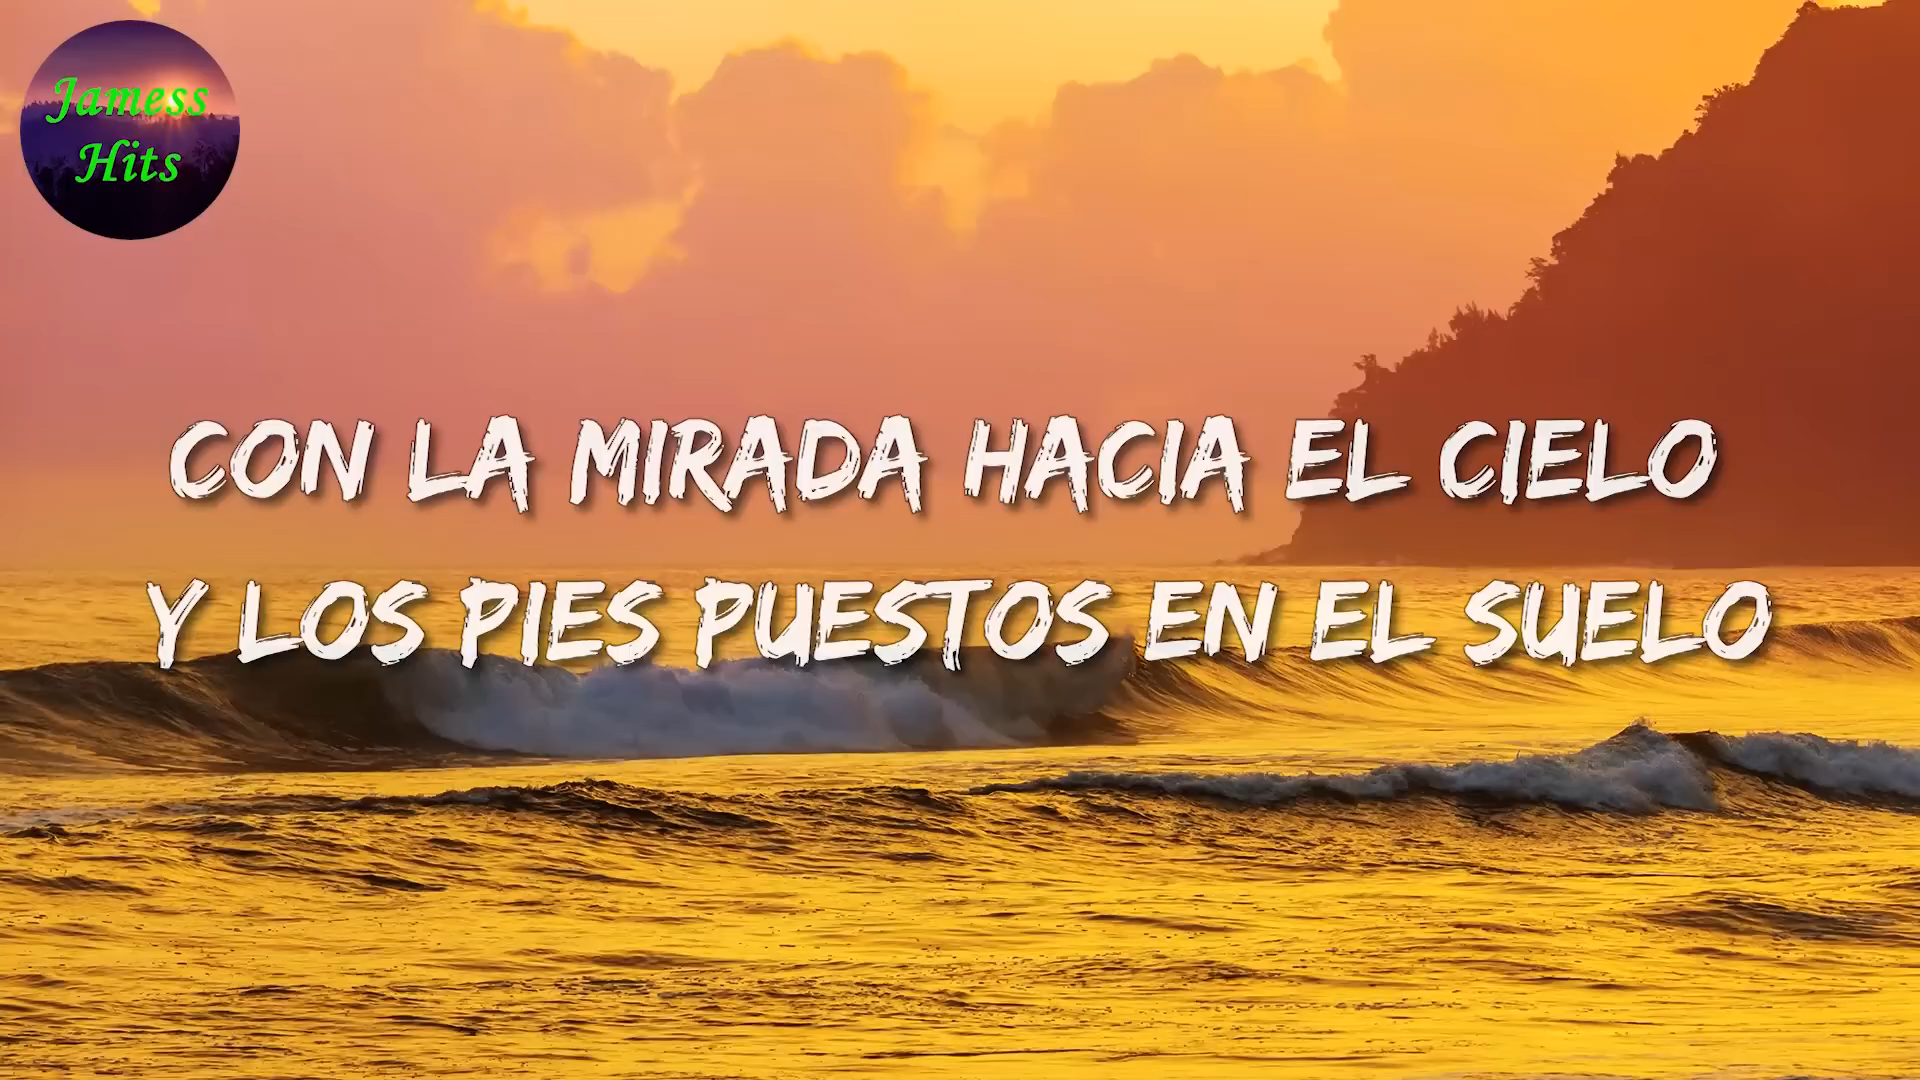 Jamess
Hits
CON LA MIRADA HACIA EL CIELO
Y LOS PIES PUESTOS EN EL SUELO